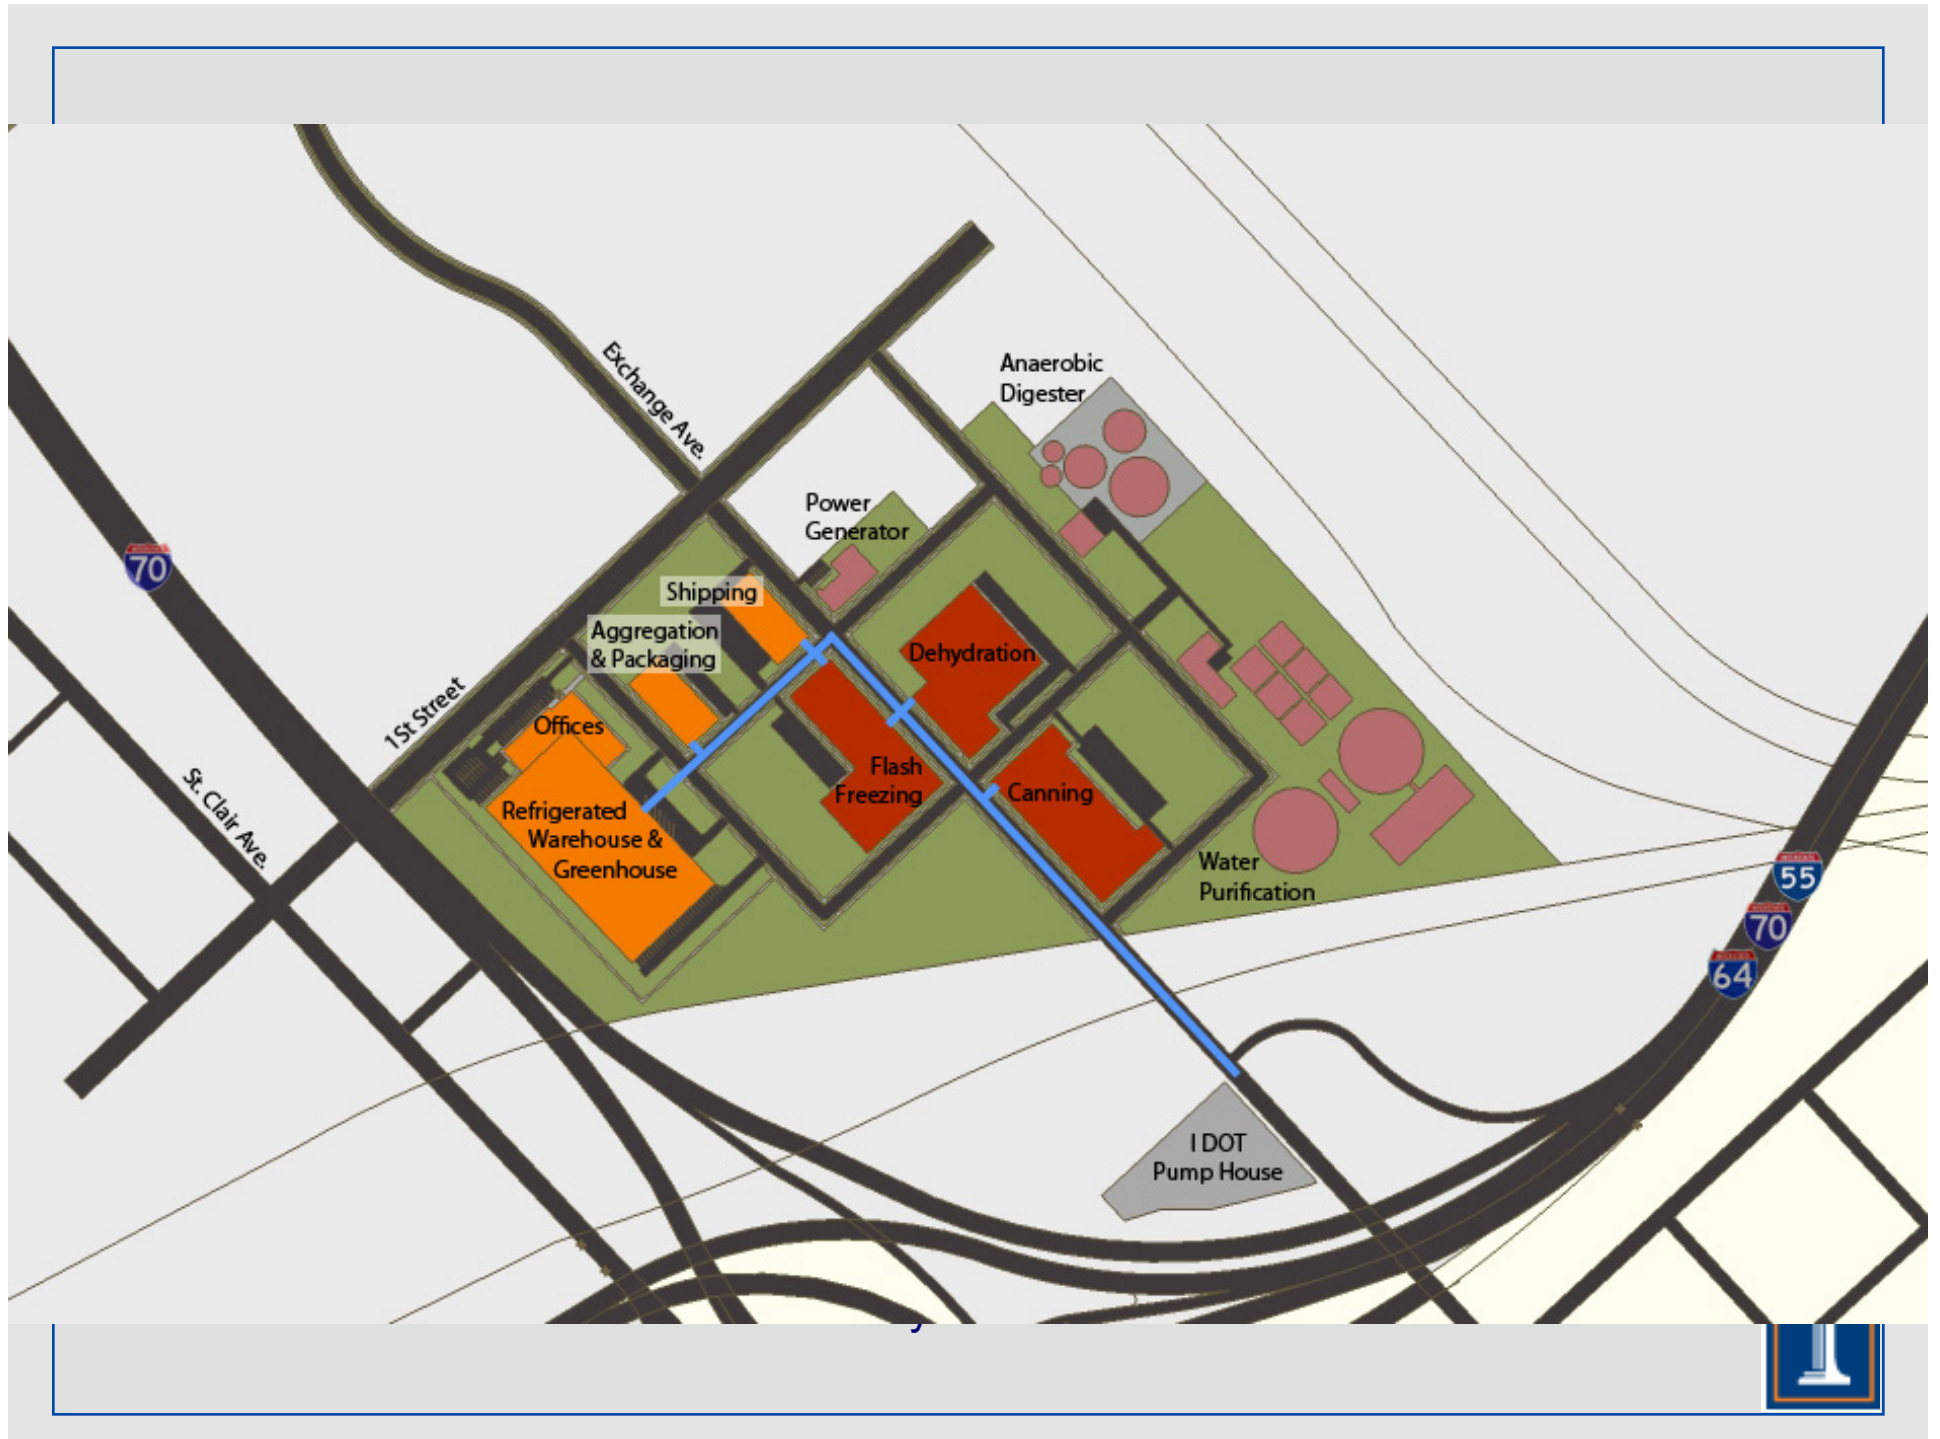 Exchange Ave.
Anaerobic
Digester
Power
Generator
Shipping
Aggregation
& Packaging
Dehydration
70
1St Street
Offices
Flash
Freezing
Canning
St. Clair Ave.
Refrigerated
Warehouse &
Greenhouse
Water
Purification
55
70
64
I DOT
Pump House